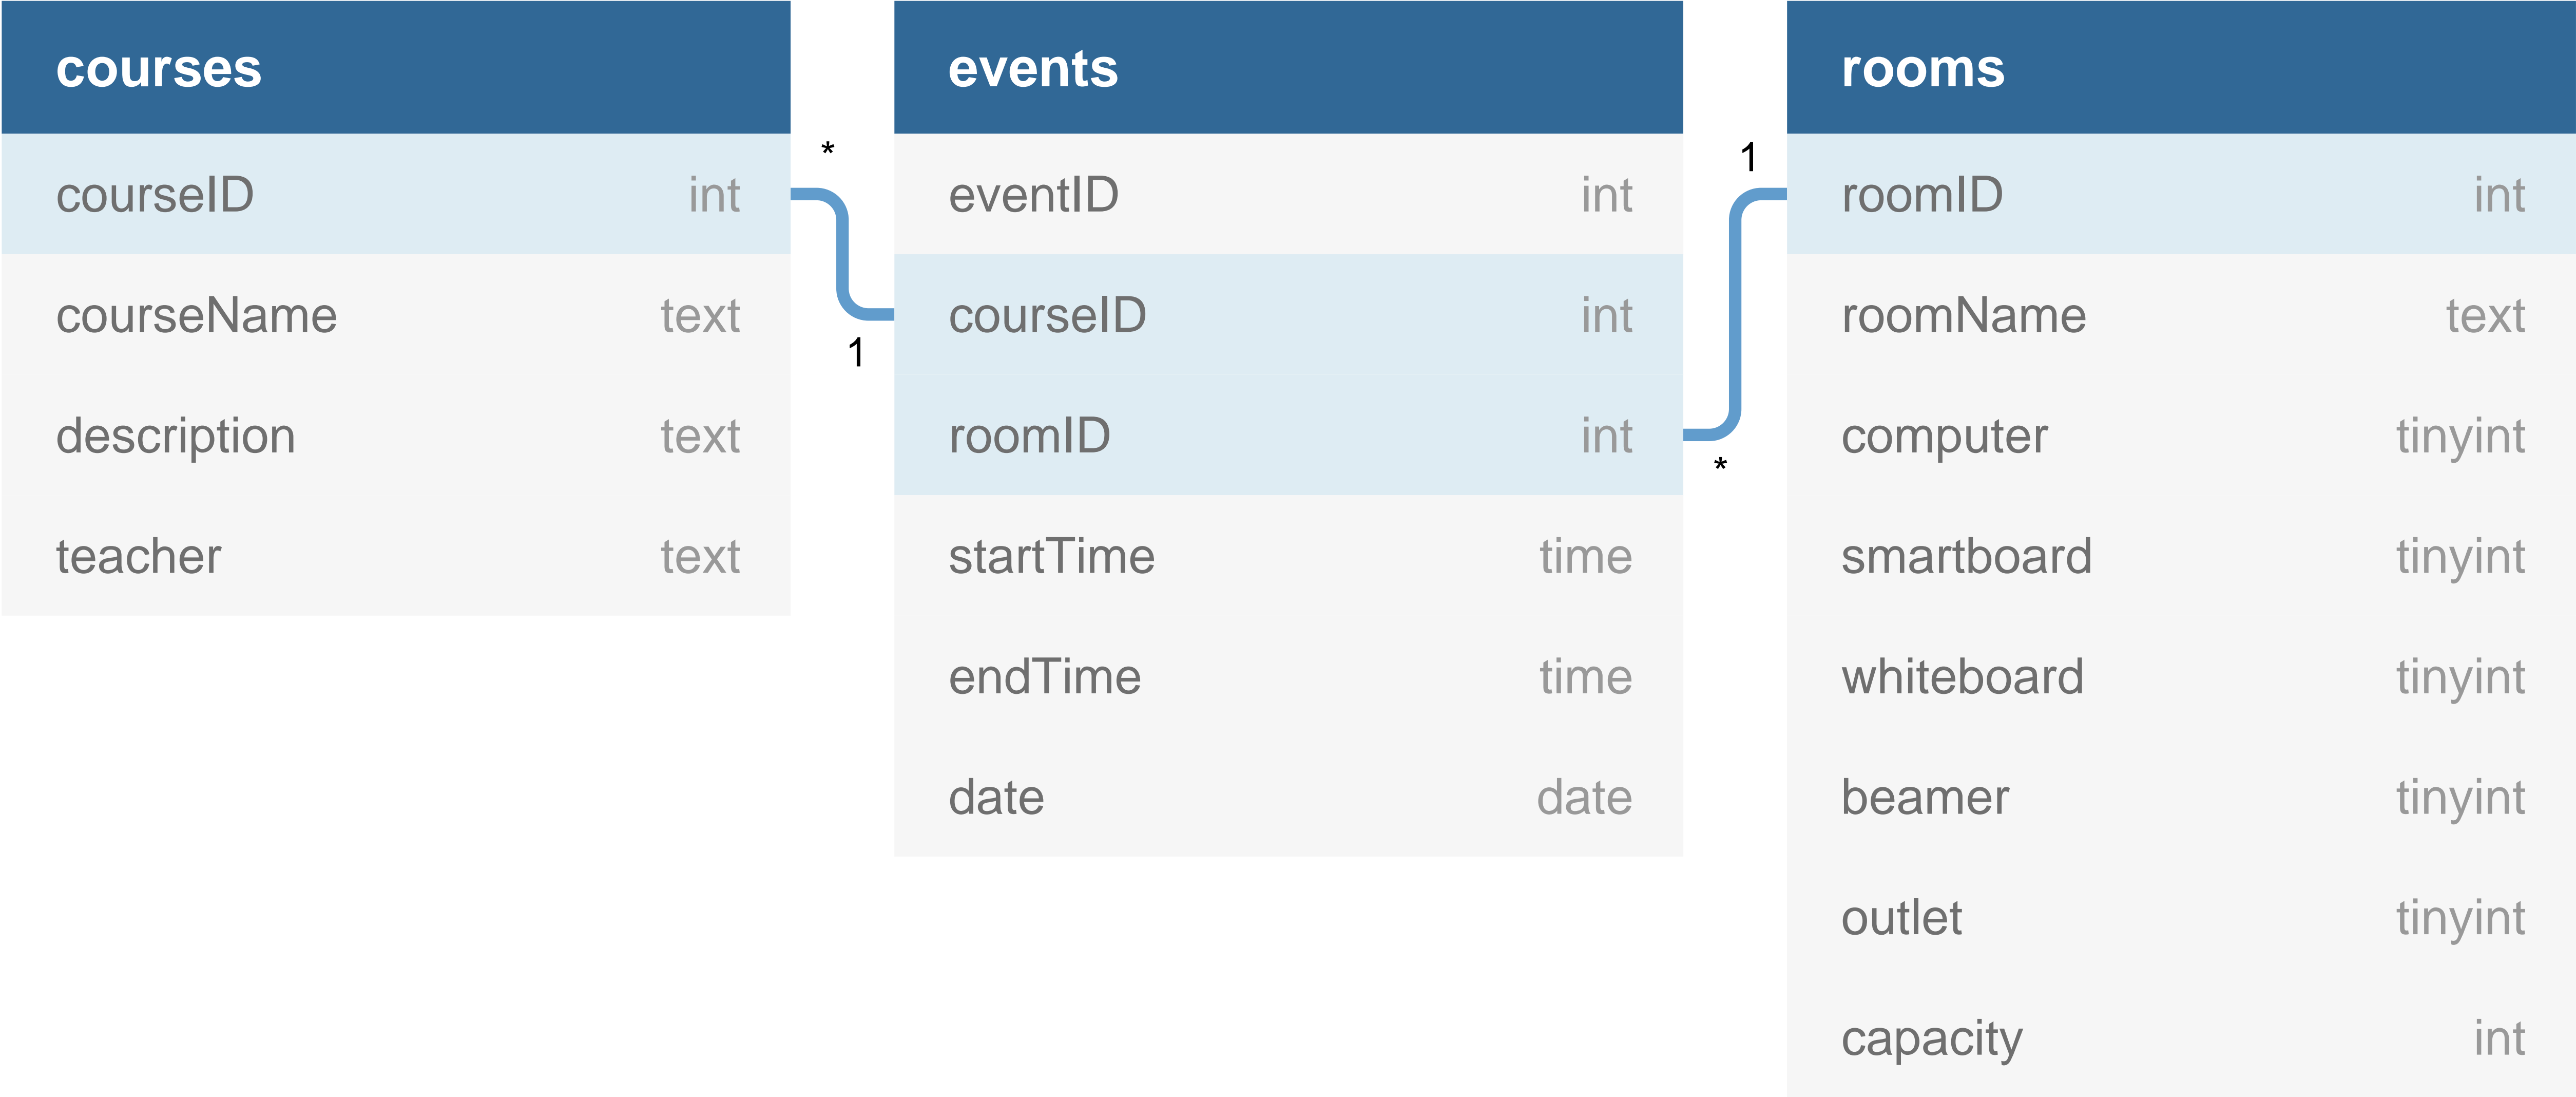 courses
courseID int
courseName text
description text
teacher text
*
1
events
eventID int
courseID int
roomID int
startTime time
endTime time
date date
1
*
rooms
roomID int
roomName text
computer tinyint
smartboard tinyint
whiteboard tinyint
beamer tinyint
outlet tinyint
capacity int